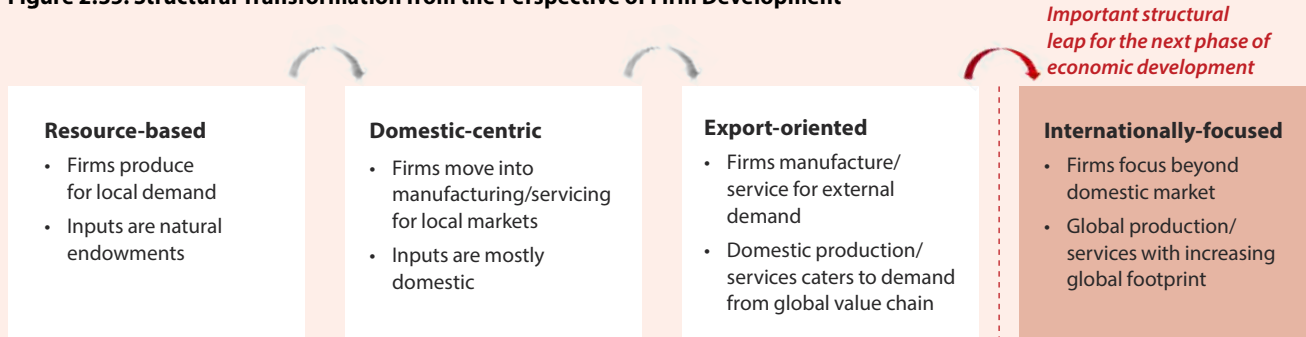 Figure 2.33: Structural Transformation from the Perspective of Firm Development
Important structural
leap for the next phase of
economic development
Resource-based
• Firms produce
for local demand
• Inputs are natural
endowments
Domestic-centric
• Firms move into
manufacturing/servicing
for local markets
• Inputs are mostly
domestic
Export-oriented
• Firms manufacture/
service for external
demand
• Domestic production/
services caters to demand
from global value chain
Internationally-focused
• Firms focus beyond
domestic market
• Global production/
services with increasing
global footprint